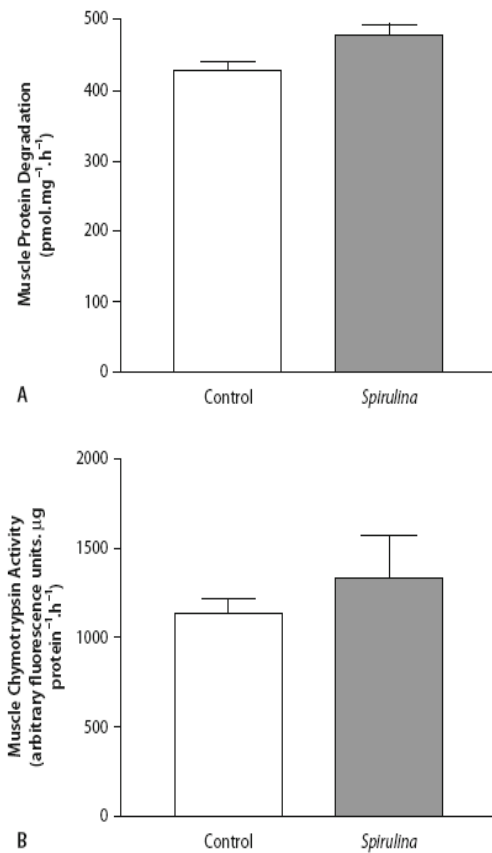 500
400
300
200
100
0
Muscle Protein Degradation
(pmol.mg⁻¹.h⁻¹)
A
Control
Spirulina
2000
1500
1000
500
0
Muscle Chymotrypsin Activity
(arbitrary fluorescence units. μg
protein⁻¹.h⁻¹)
B
Control
Spirulina